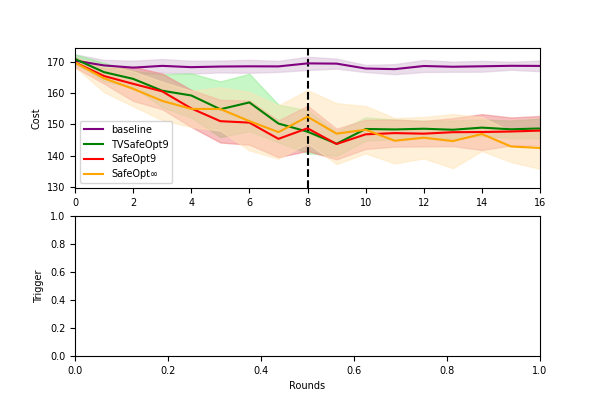 170
160
150
140
130
Cost
baseline
TVSafeOpt9
SafeOpt9
SafeOpt∞
0 2 4 6 8 10 12 14 16
1.0
0.8
0.6
0.4
0.2
0.0
Trigger
0.0 0.2 0.4 0.6 0.8 1.0
Rounds